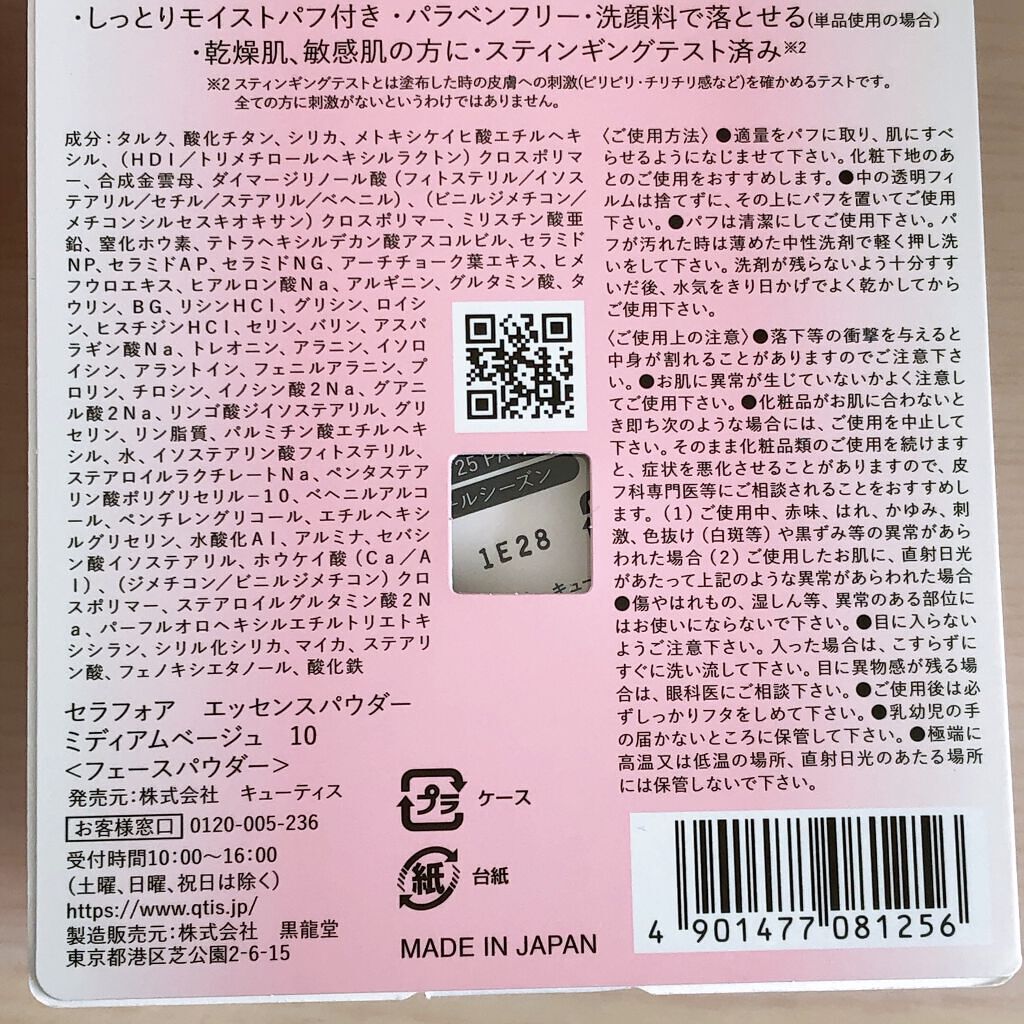 ・しっとりモイストパフ付き・パラベンフリー・洗顔料で落とせる(単品使用の場合)
・乾燥肌、敏感肌の方に・スティンギングテスト済み※2
※2 スティンギングテストとは塗布した時の皮膚への刺激(ピリピリ・チリチリ感など)を確かめるテストです。
全ての方に刺激がないというわけではありません。
成分：タルク、酸化チタン、シリカ、メトキシケイヒ酸エチルヘキ
シル、(ＨＤＩ／トリメチロールヘキシルラクトン) クロスポリマ
ー、合成金雲母、ダイマージリノール酸 (フィトステリル／イソス
テアリル／セチル／ステアリル／ベヘニル)、(ビニルジメチコン／
メチコンシルセスキオキサン) クロスポリマー、ミリスチン酸亜
鉛、窒化ホウ素、テトラヘキシルデカン酸アスコルビル、セラミド
ＮＰ、セラミドＡＰ、セラミドＮＧ、アーチチョーク葉エキス、ヒメ
フウロエキス、ヒアルロン酸Ｎａ、アルギニン、グルタミン酸、タ
ウリン、ＢＧ、リシンＨＣｌ、グリシン、ロイシ
ン、ヒスチジンＨＣｌ、セリン、バリン、アスパ
ラギン酸Ｎａ、トレオニン、アラニン、イソロ
イシン、アラントイン、フェニルアラニン、プ
ロリン、チロシン、イノシン酸２Ｎａ、グアニ
ル酸２Ｎａ、リンゴ酸ジイソステアリル、グリ
セリン、リン脂質、パルミチン酸エチルヘキ
シル、水、イソステアリン酸フィトステリル、
ステアロイルラクチレートＮａ、ペンタステア
リン酸ポリグリセリル－１０、ベヘニルアルコ
ール、ペンチレングリコール、エチルヘキシ
ルグリセリン、水酸化Ａｌ、アルミナ、セバシ
ン酸イソステアリル、ホウケイ酸 (Ｃａ／Ａ
ｌ)、(ジメチコン／ビニルジメチコン) クロ
スポリマー、ステアロイルグルタミン酸２Ｎ
ａ、パーフルオロヘキシルエチルトリエトキ
シシラン、シリル化シリカ、マイカ、ステアリ
ン酸、フェノキシエタノール、酸化鉄
セラフォア　エッセンスパウダー
ミディアムベージュ　10
＜フェースパウダー＞
発売元：株式会社　キューティス
お客様窓口 0120-005-236
受付時間10：00～16：00
(土曜、日曜、祝日は除く)
https://www.qtis.jp/
製造販売元：株式会社　黒龍堂
東京都港区芝公園2-6-15
25 PA
ールシーズン
1E28
キュー
プラ ケース
紙 台紙
MADE IN JAPAN
〈ご使用方法〉●適量をパフに取り、肌にすべ
らせるようになじませて下さい。化粧下地のあ
とのご使用をおすすめします。●中の透明フィ
ルムは捨てずに、その上にパフを置いてご使用
下さい。●パフは清潔にしてご使用下さい。パ
フが汚れた時は薄めた中性洗剤で軽く押し洗
いをして下さい。洗剤が残らないよう十分すす
いだ後、水気をきり日かげでよく乾かしてから
ご使用下さい。
〈ご使用上の注意〉●落下等の衝撃を与えると
中身が割れることがありますのでご注意下さ
い。●お肌に異常が生じていないかよく注意し
てご使用下さい。●化粧品がお肌に合わないと
き即ち次のような場合には、ご使用を中止して
下さい。そのまま化粧品類のご使用を続けます
と、症状を悪化させることがありますので、皮
フ科専門医等にご相談されることをおすすめし
ます。(1) ご使用中、赤味、はれ、かゆみ、刺
激、色抜け (白斑等) や黒ずみ等の異常があら
われた場合 (2) ご使用したお肌に、直射日光
があたって上記のような異常があらわれた場合
●傷やはれもの、湿しん等、異常のある部位に
はお使いにならないで下さい。●目に入らない
ようご注意下さい。入った場合は、こすらずに
すぐに洗い流して下さい。目に異物感が残る場
合は、眼科医にご相談下さい。●ご使用後は必
ずしっかりフタをしめて下さい。●乳幼児の手
の届かないところに保管して下さい。●極端に
高温又は低温の場所、直射日光のあたる場所
には保管しないで下さい。
4 901477 081256